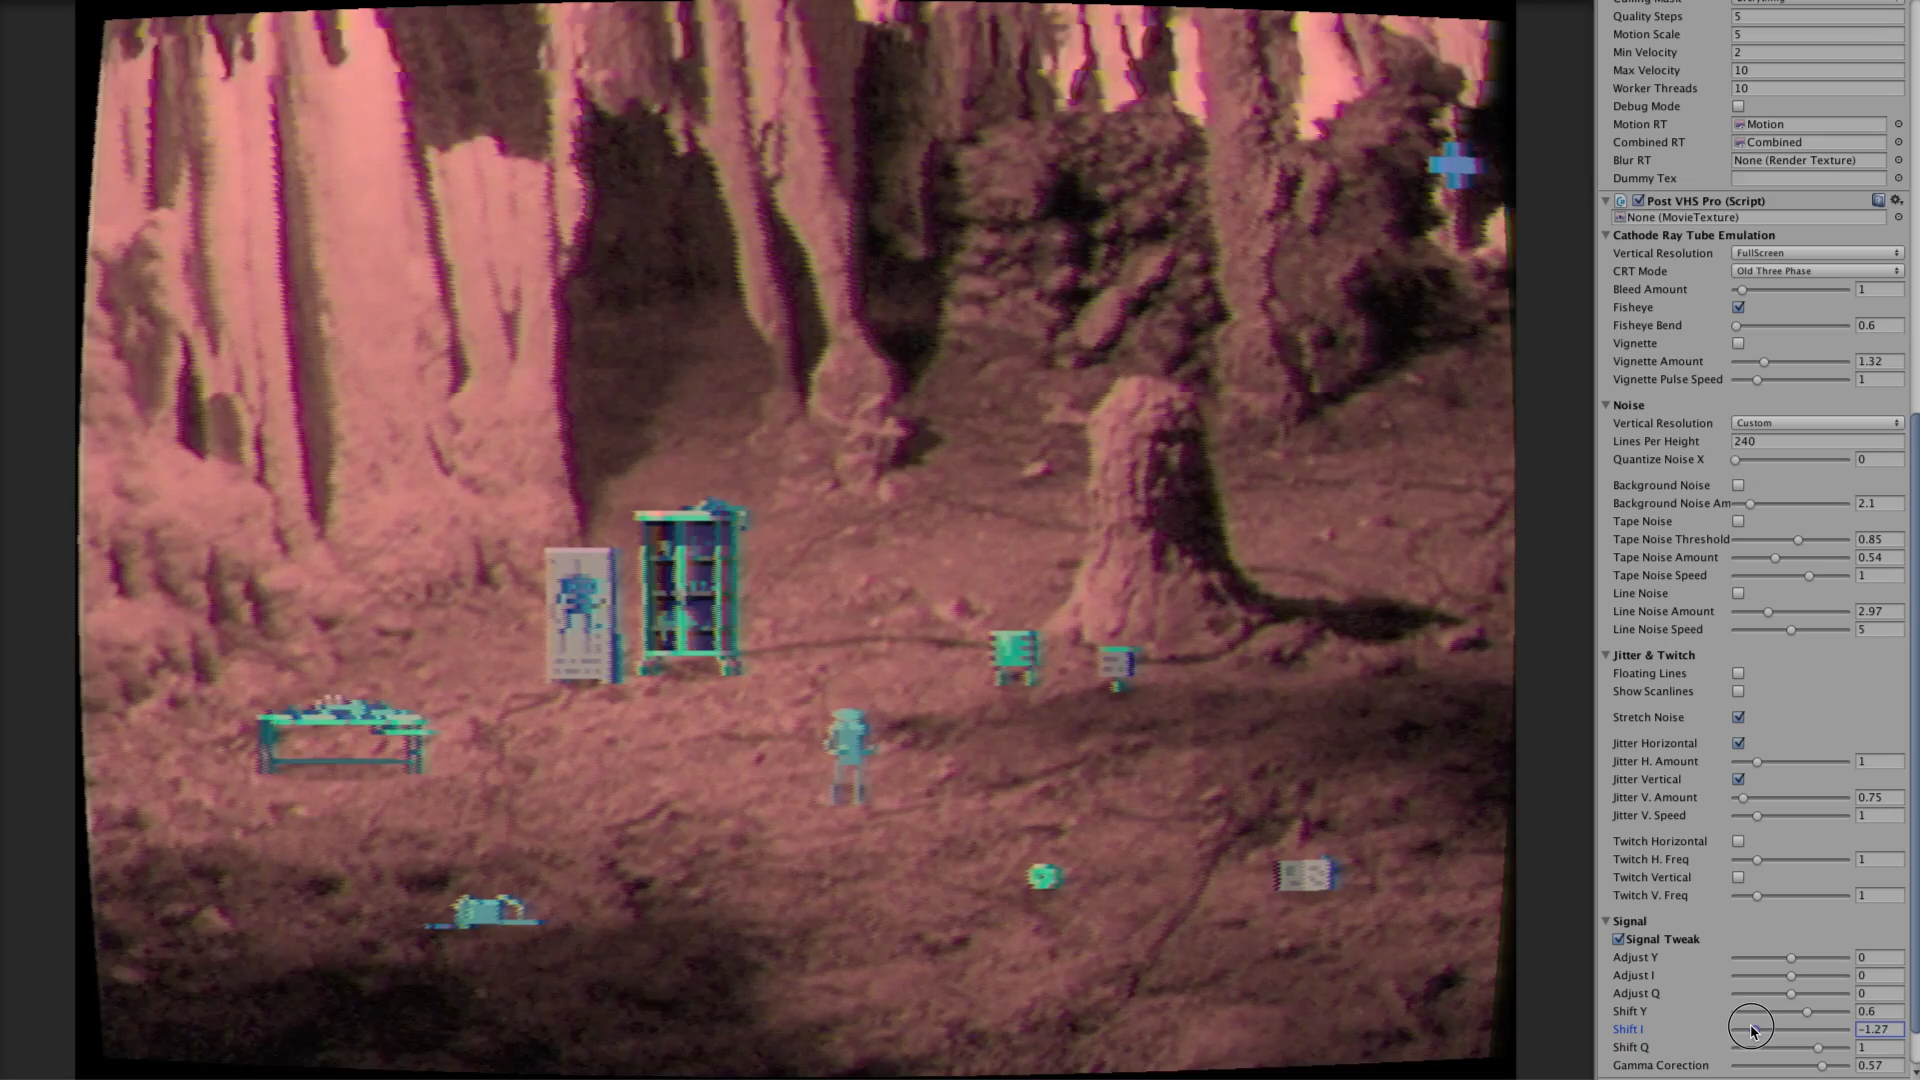 Quality Steps 5
Motion Scale 5
Min Velocity 2
Max Velocity 10
Worker Threads 10
Debug Mode
Motion RT Motion
Combined RT Combined
Blur RT None (Render Texture)
Dummy Tex
Post VHS Pro (Script)
None (MovieTexture)
Cathode Ray Tube Emulation
Vertical Resolution FullScreen
CRT Mode Old Three Phase
Bleed Amount 1
Fisheye
Fisheye Bend 0.6
Vignette
Vignette Amount 1.32
Vignette Pulse Speed 1
Noise
Vertical Resolution Custom
Lines Per Height 240
Quantize Noise X 0
Background Noise
Background Noise Am 2.1
Tape Noise
Tape Noise Threshold 0.85
Tape Noise Amount 0.54
Tape Noise Speed 1
Line Noise
Line Noise Amount 2.97
Line Noise Speed 5
Jitter & Twitch
Floating Lines
Show Scanlines
Stretch Noise
Jitter Horizontal
Jitter H. Amount 1
Jitter Vertical
Jitter V. Amount 0.75
Jitter V. Speed 1
Twitch Horizontal
Twitch H. Freq 1
Twitch Vertical
Twitch V. Freq 1
Signal
Signal Tweak
Adjust Y 0
Adjust I 0
Adjust Q 0
Shift Y 0.6
Shift I -1.27
Shift Q 1
Gamma Corection 0.57